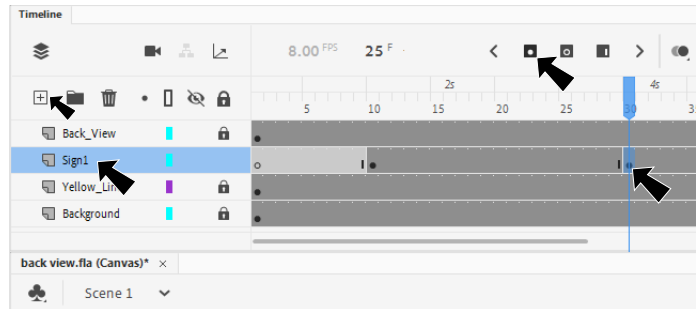 Timeline
8.00 FPS 25 F
2s 4s
5 10 15 20 25 30 3
Back_View
Sign1
Yellow_Lin
Background
back view.fla (Canvas)* ×
Scene 1